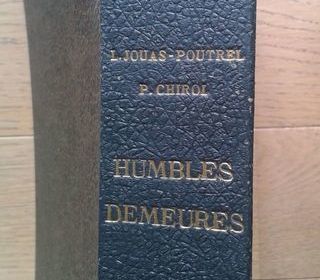 L. JOUAS-POUTREL
P. CHIROL
HUMBLES
DEMEURES